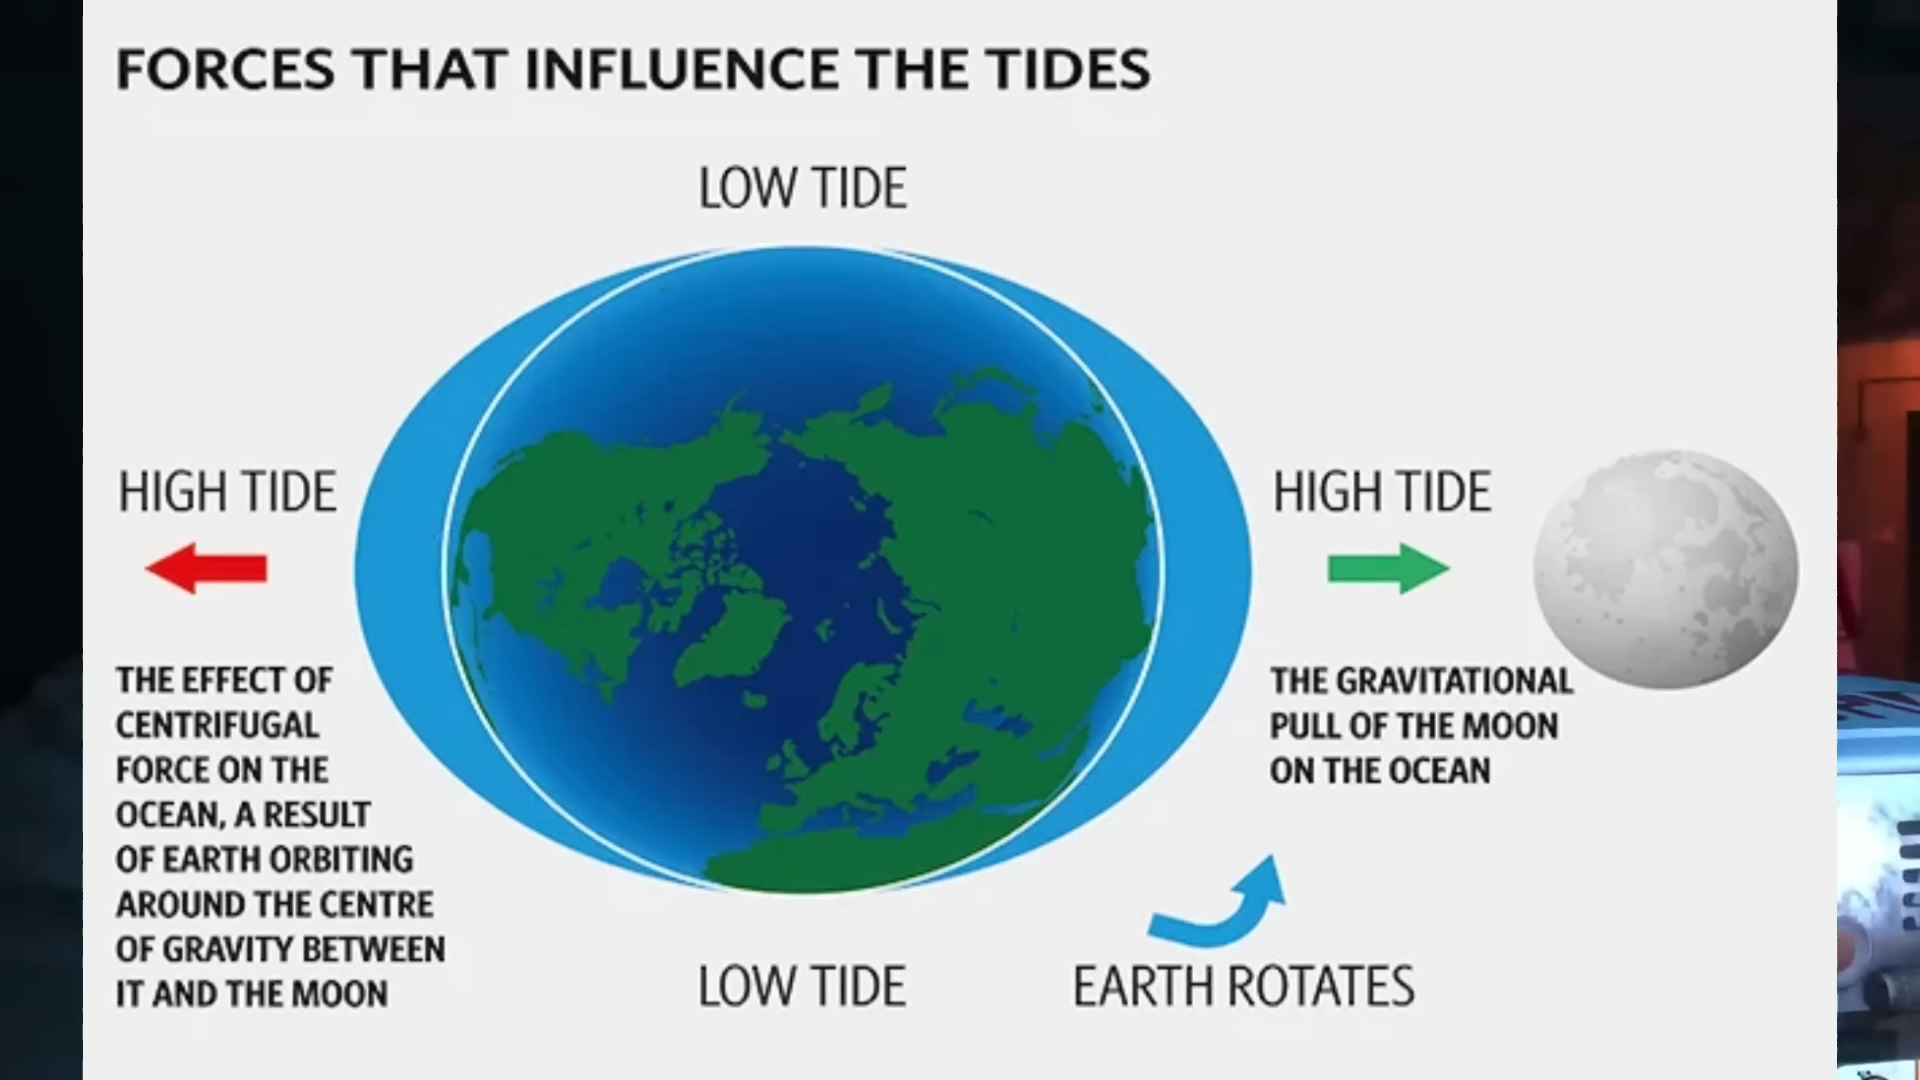 FORCES THAT INFLUENCE THE TIDES
LOW TIDE
HIGH TIDE
HIGH TIDE
THE EFFECT OF
CENTRIFUGAL
FORCE ON THE
OCEAN, A RESULT
OF EARTH ORBITING
AROUND THE CENTRE
OF GRAVITY BETWEEN
IT AND THE MOON
THE GRAVITATIONAL
PULL OF THE MOON
ON THE OCEAN
LOW TIDE
EARTH ROTATES